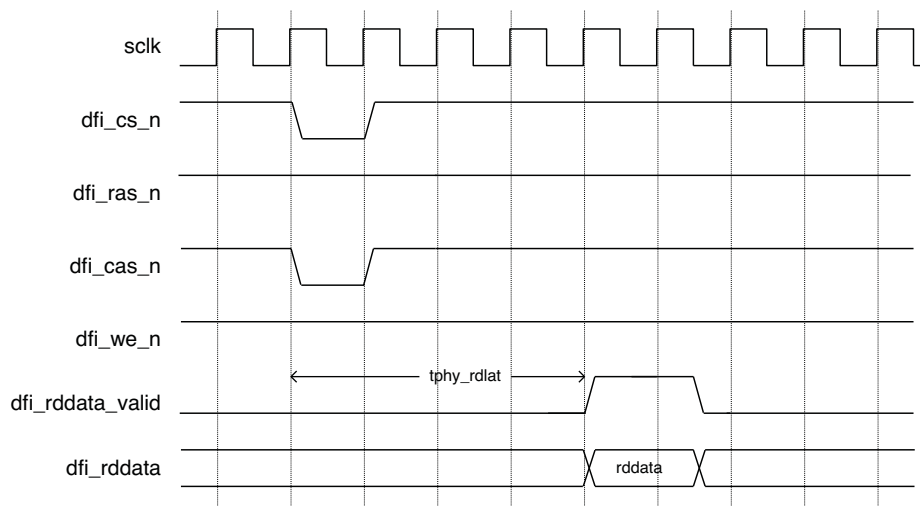 sclk
dfi_cs_n
dfi_ras_n
dfi_cas_n
dfi_we_n
tphy_rdlat
dfi_rddata_valid
dfi_rddata
rddata